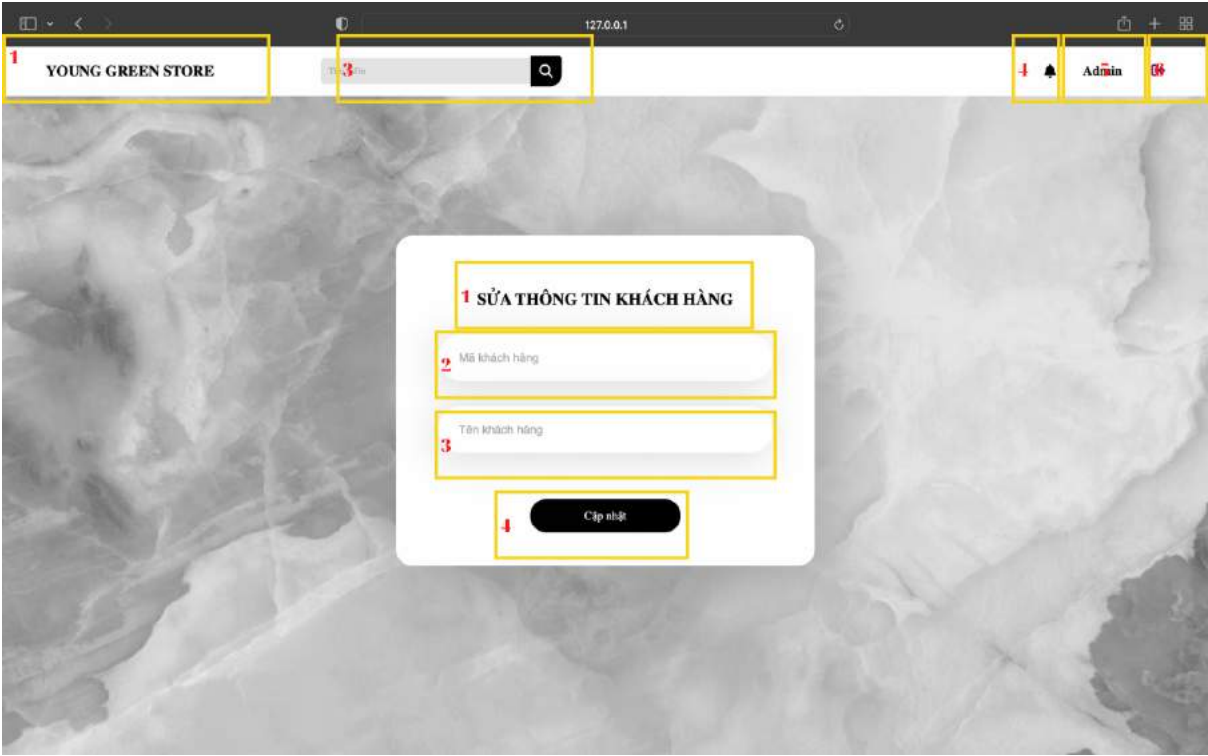 127.0.0.1
1
YOUNG GREEN STORE
3
4
Admin
1 SỬA THÔNG TIN KHÁCH HÀNG
2 Mã khách hàng
3 Tên khách hàng
4 Cập nhật